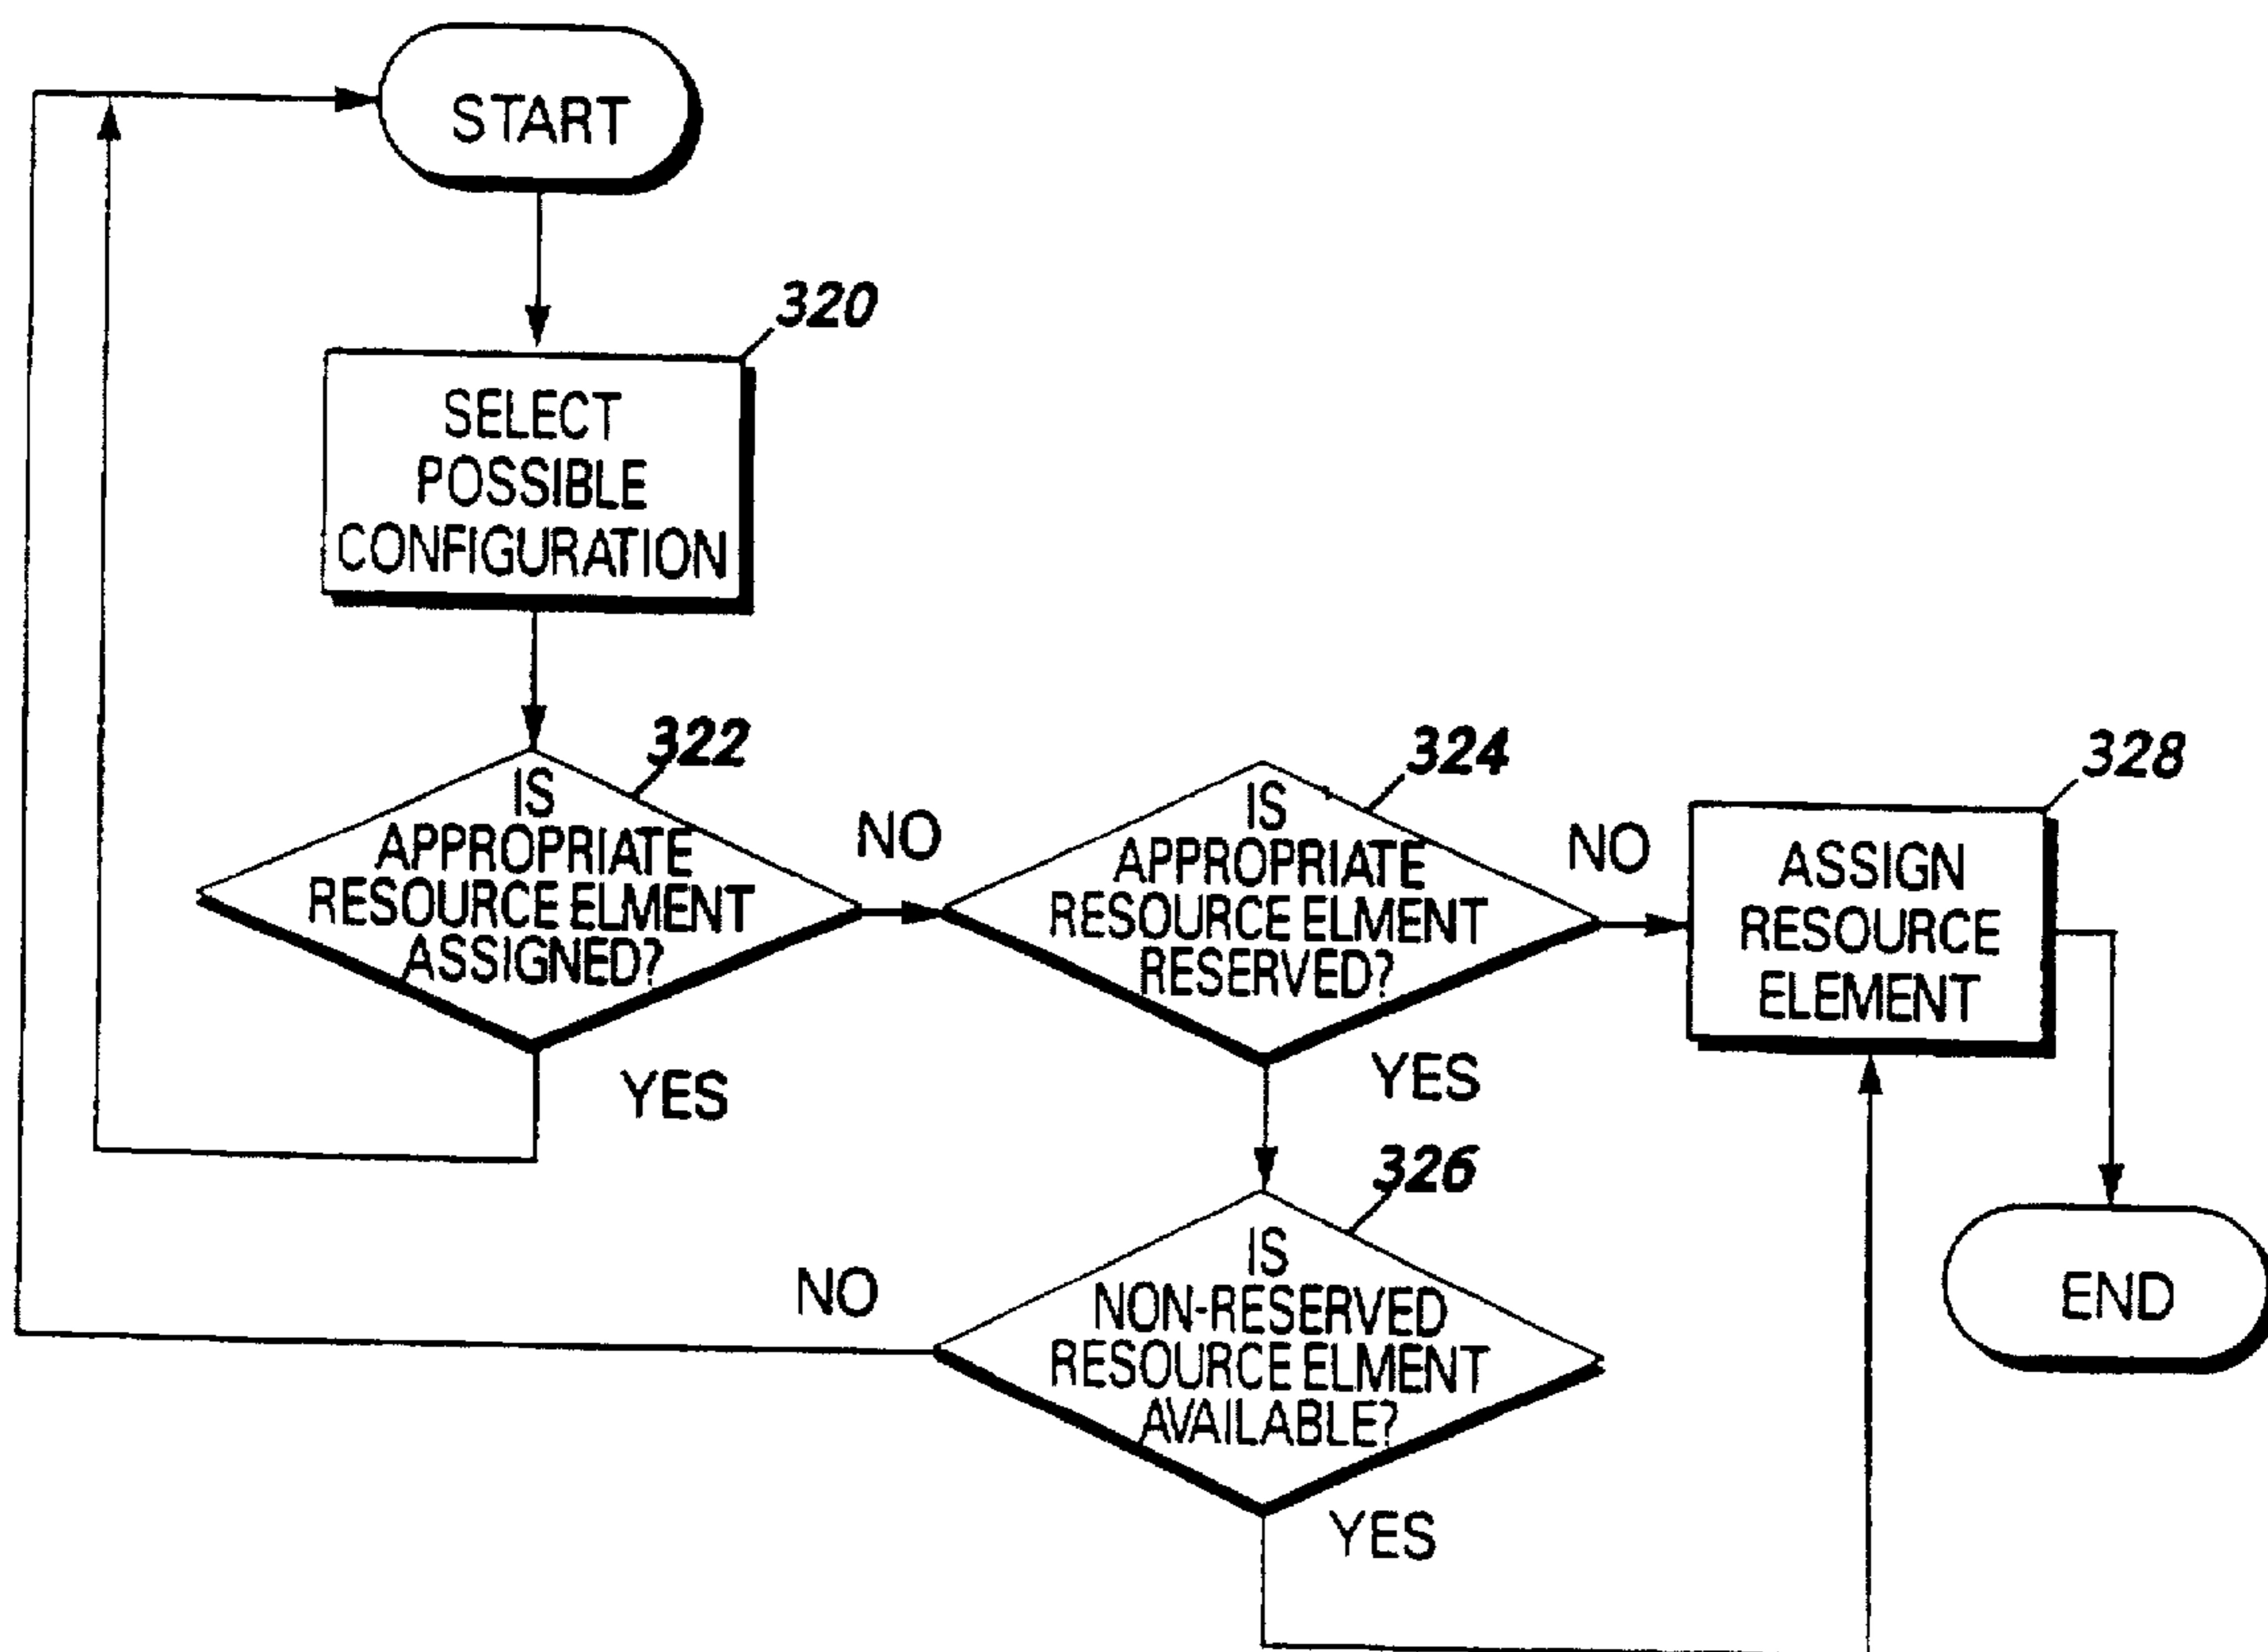 START
320
SELECT
POSSIBLE
CONFIGURATION
322
IS
APPROPRIATE
RESOURCE ELMENT
ASSIGNED?
NO
YES
324
IS
APPROPRIATE
RESOURCE ELMENT
RESERVED?
NO
YES
328
ASSIGN
RESOURCE
ELEMENT
326
IS
NON-RESERVED
RESOURCE ELMENT
AVAILABLE?
NO
YES
END